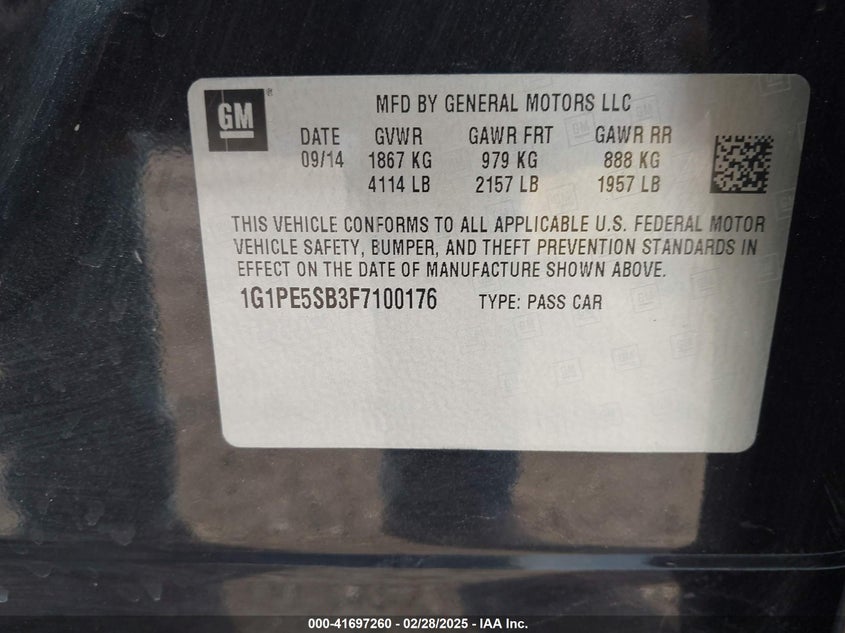 GM ® MFD BY GENERAL MOTORS LLC
DATE GVWR GAWR FRT GAWR RR
09/14 1867 KG 979 KG 888 KG
4114 LB 2157 LB 1957 LB
THIS VEHICLE CONFORMS TO ALL APPLICABLE U.S. FEDERAL MOTOR
VEHICLE SAFETY, BUMPER, AND THEFT PREVENTION STANDARDS IN
EFFECT ON THE DATE OF MANUFACTURE SHOWN ABOVE.
1G1PE5SB3F7100176 TYPE: PASS CAR
000-41697260 – 02/28/2025 – IAA Inc.